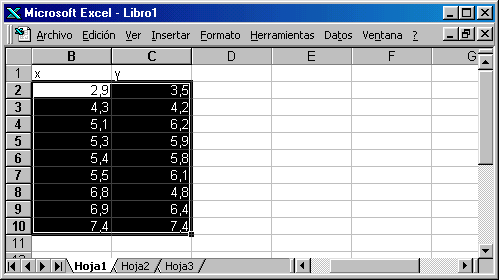 Microsoft Excel - Libro1
Archivo Edición Ver Insertar Formato Herramientas Datos Ventana ?
B C D E F G
1 x y
2 2,9 3,5
3 4,3 4,2
4 5,1 6,2
5 5,3 5,9
6 5,4 5,8
7 5,5 6,1
8 6,8 4,8
9 6,9 6,4
10 7,4 7,4
11
Hoja1 Hoja2 Hoja3